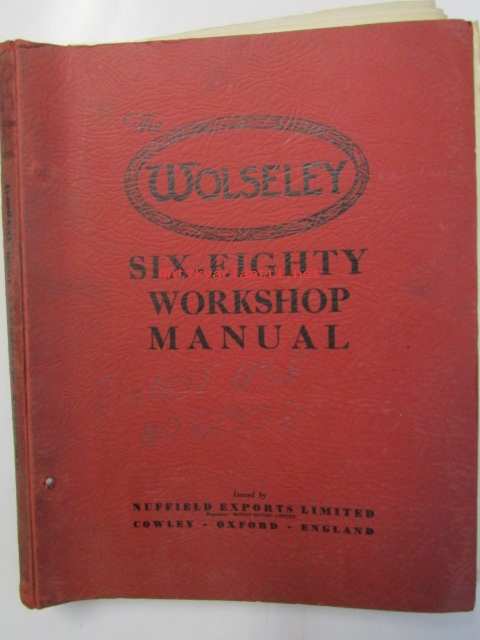 The
WOLSELEY
SIX-EIGHTY
WORKSHOP
MANUAL
Issued by
NUFFIELD EXPORTS LIMITED
COWLEY - OXFORD - ENGLAND